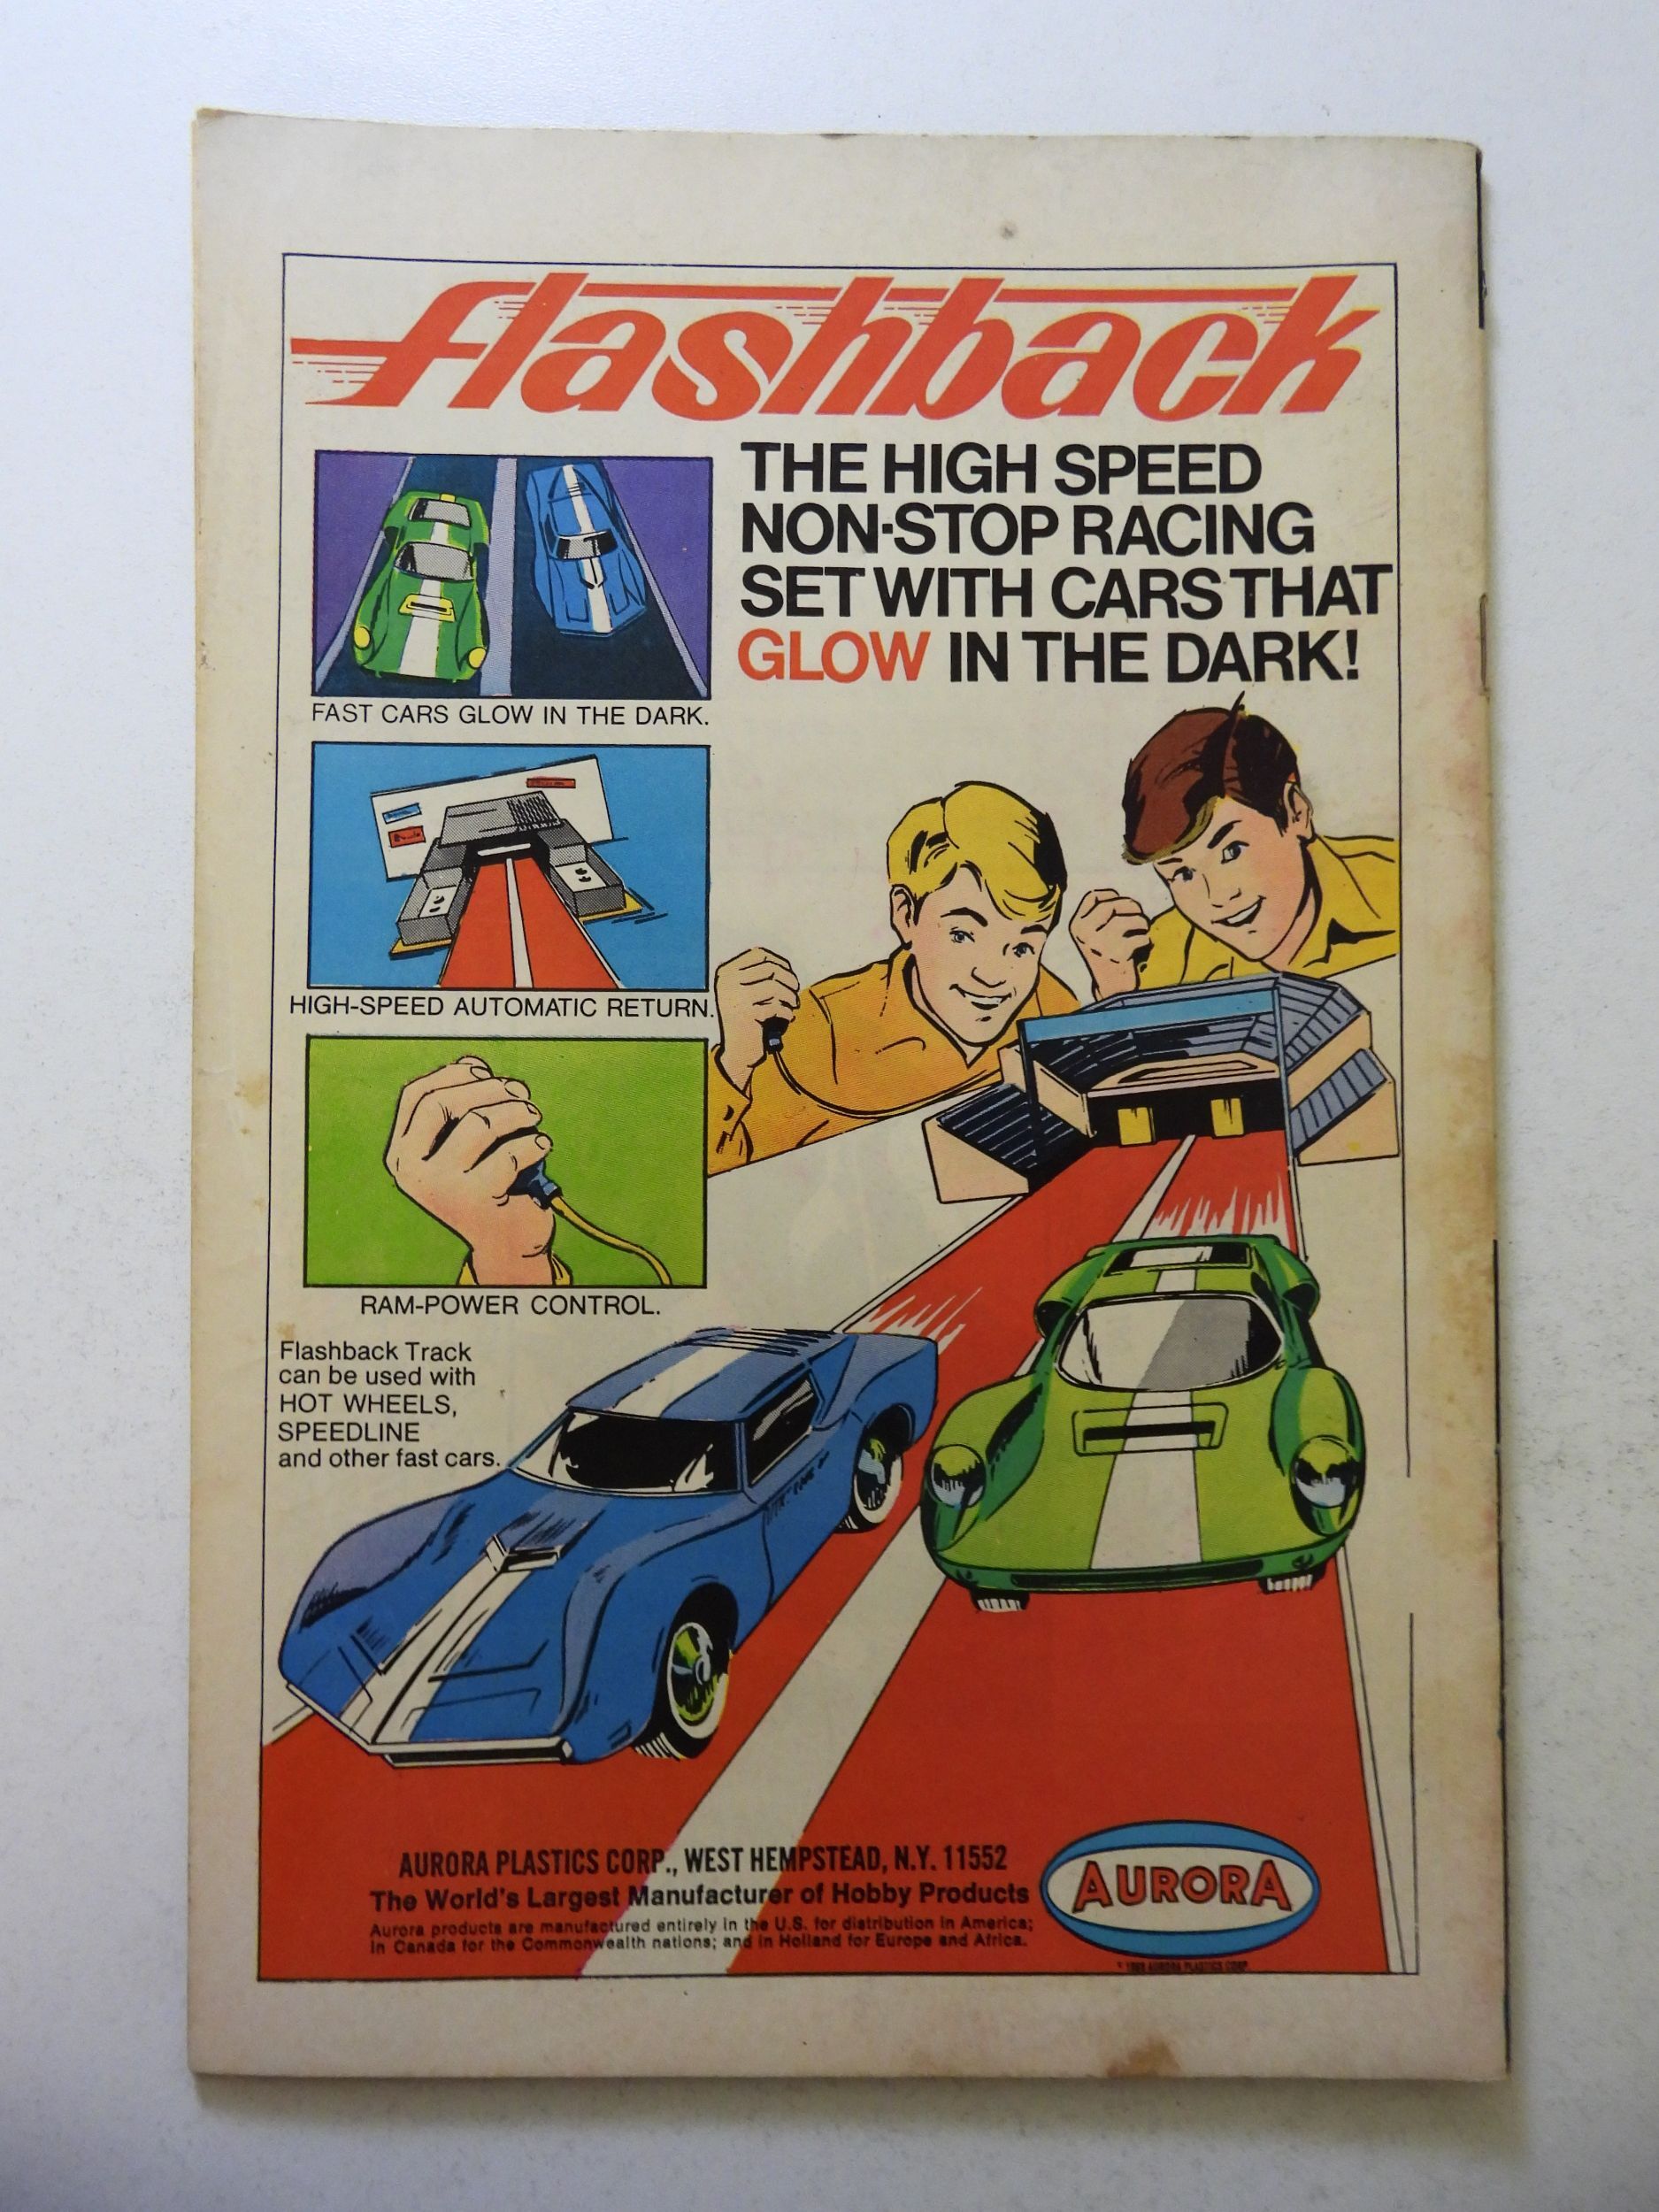 flashback
THE HIGH SPEED
NON-STOP RACING
SET WITH CARS THAT
GLOW IN THE DARK!
FAST CARS GLOW IN THE DARK.
HIGH-SPEED AUTOMATIC RETURN.
RAM-POWER CONTROL.
Flashback Track
can be used with
HOT WHEELS,
SPEEDLINE
and other fast cars.
AURORA PLASTICS CORP., WEST HEMPSTEAD, N.Y. 11552
The World's Largest Manufacturer of Hobby Products
Aurora products are manufactured entirely in the U.S. for distribution in America;
in Canada for the Commonwealth nations; and in Holland for Europe and Africa.
AURORA
AURORA PLASTICS CORP.